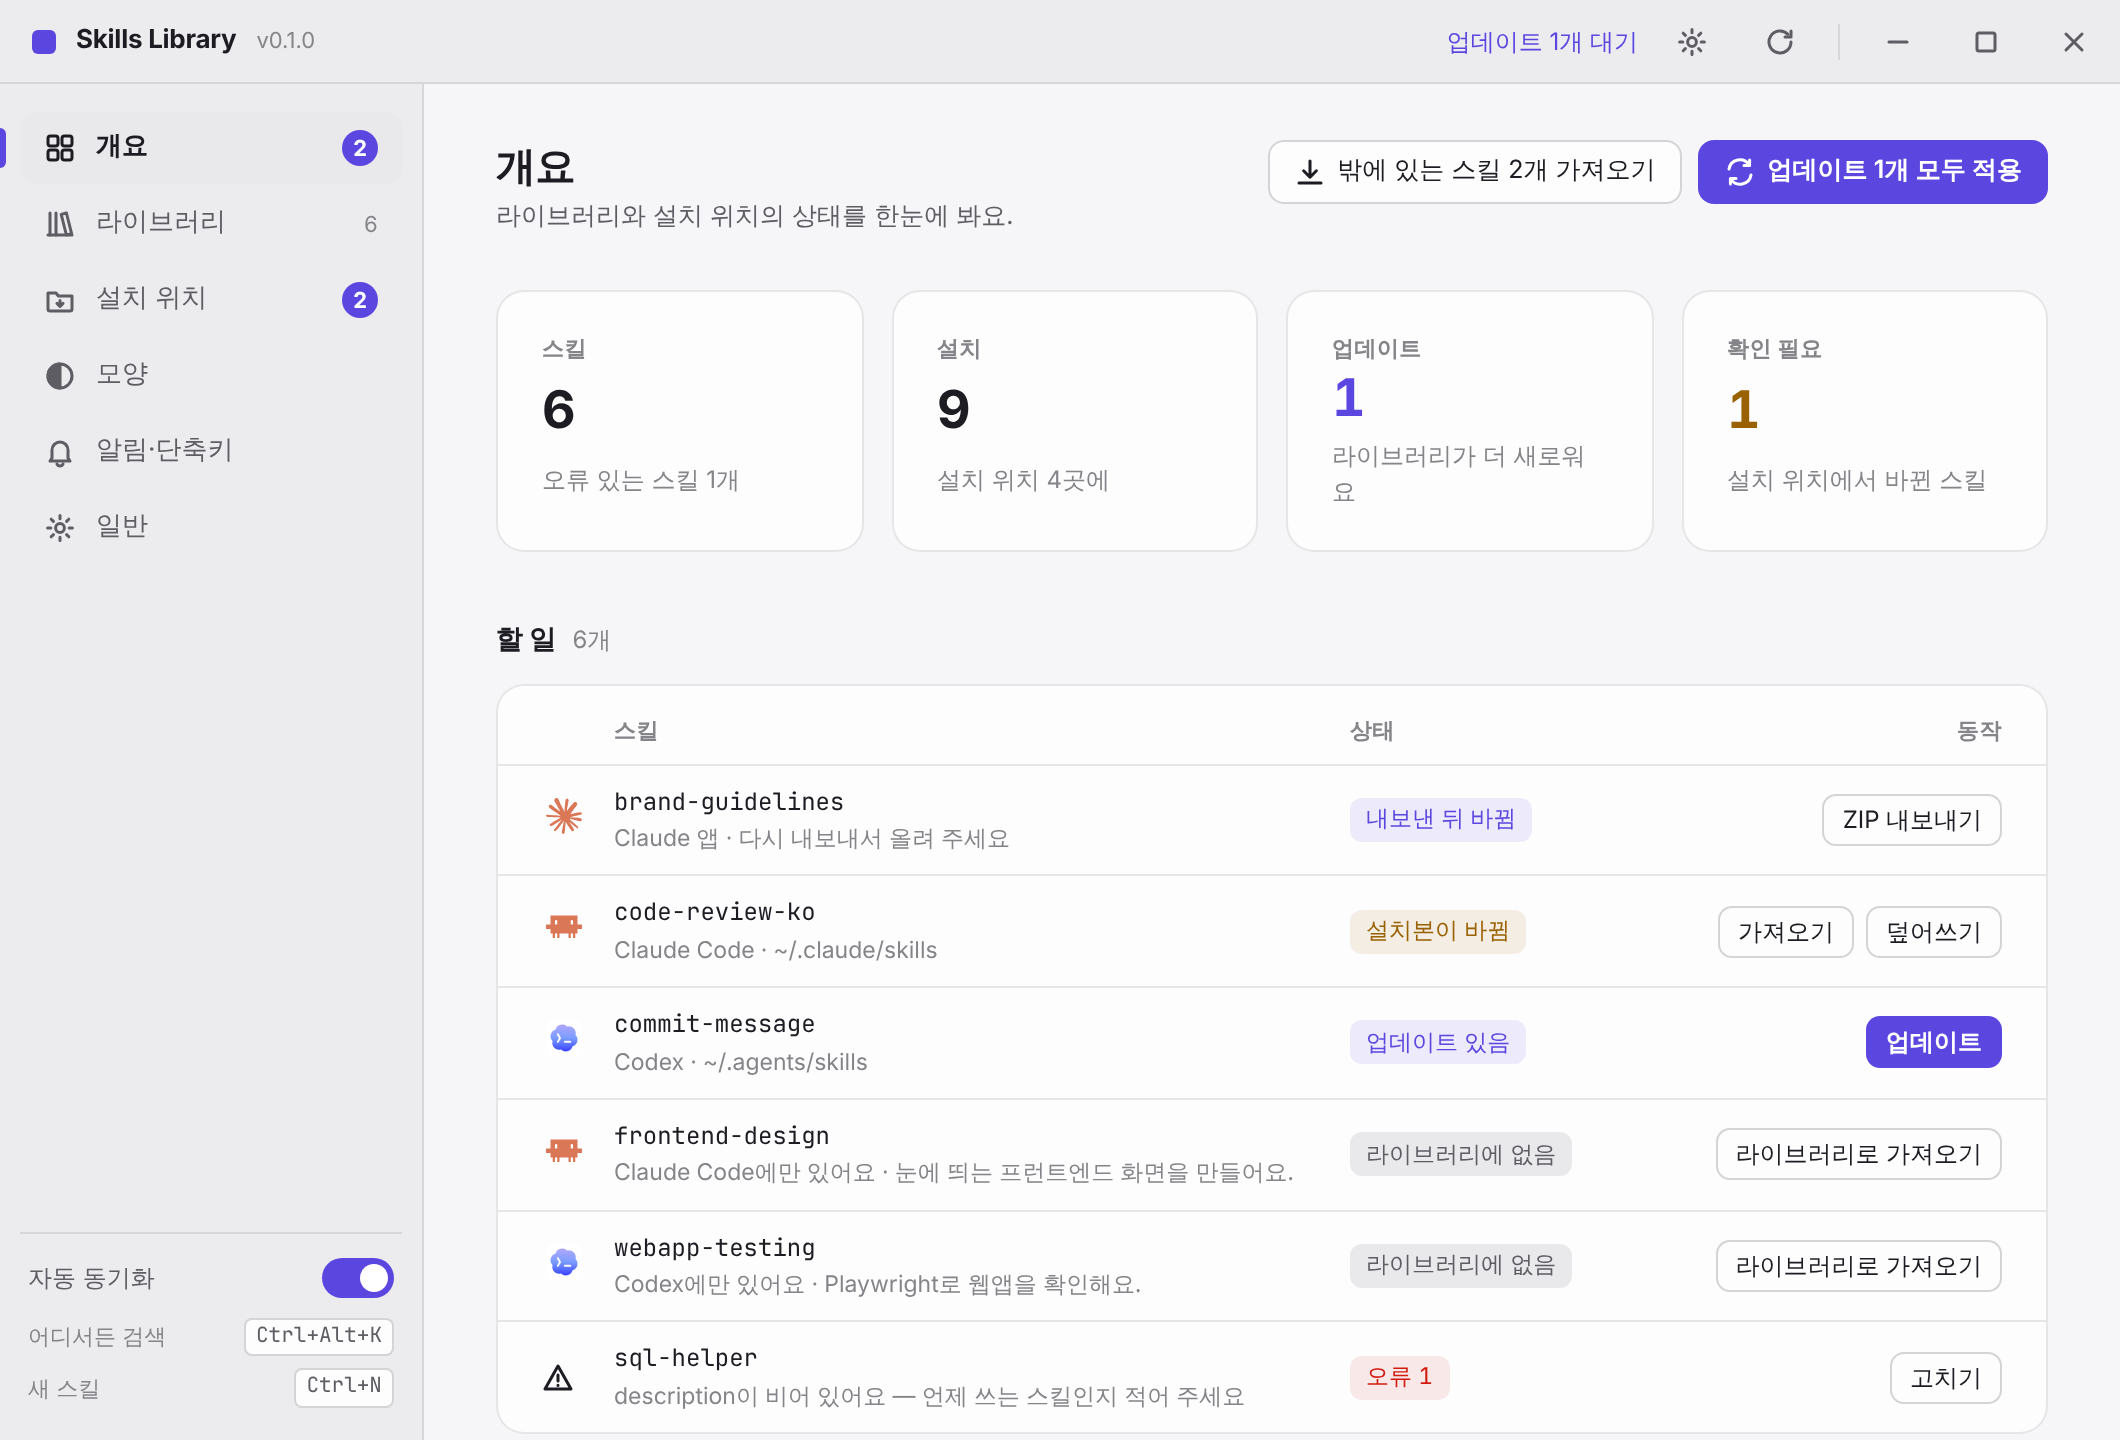 Skills Library v0.1.0
업데이트 1개 대기
개요 2
라이브러리 6
설치 위치 2
모양
알림·단축키
일반
자동 동기화
어디서든 검색 Ctrl+Alt+K
새 스킬 Ctrl+N
개요
라이브러리와 설치 위치의 상태를 한눈에 봐요.
밖에 있는 스킬 2개 가져오기
업데이트 1개 모두 적용
스킬
6
오류 있는 스킬 1개
설치
9
설치 위치 4곳에
업데이트
1
라이브러리가 더 새로워
요
확인 필요
1
설치 위치에서 바뀐 스킬
할 일 6개
스킬 상태 동작
brand-guidelines
Claude 앱 · 다시 내보내서 올려 주세요
내보낸 뒤 바뀜
ZIP 내보내기
code-review-ko
Claude Code · ~/.claude/skills
설치본이 바뀜
가져오기 덮어쓰기
commit-message
Codex · ~/.agents/skills
업데이트 있음
업데이트
frontend-design
Claude Code에만 있어요 · 눈에 띄는 프런트엔드 화면을 만들어요.
라이브러리에 없음
라이브러리로 가져오기
webapp-testing
Codex에만 있어요 · Playwright로 웹앱을 확인해요.
라이브러리에 없음
라이브러리로 가져오기
sql-helper
description이 비어 있어요 — 언제 쓰는 스킬인지 적어 주세요
오류 1
고치기